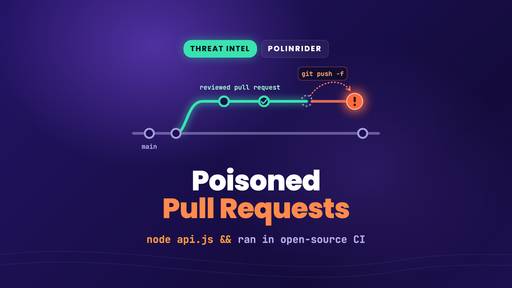 THREAT INTEL POLINRIDER
git push -f
reviewed pull request
main
Poisoned
Pull Requests
node api.js && ran in open-source CI